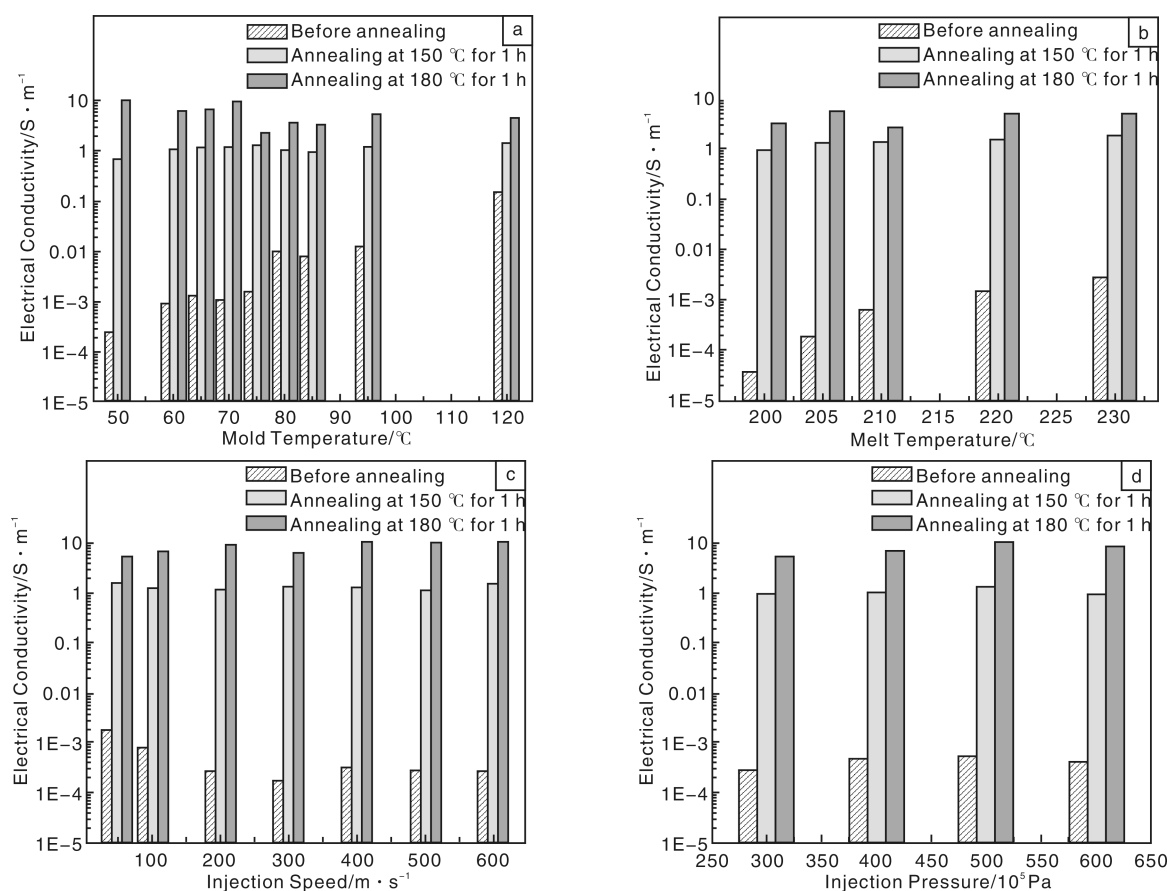 Before annealing
a
Annealing at 150 ℃ for 1 h
Annealing at 180 ℃ for 1 h
Electrical Conductivity/S · m⁻¹
10
1
0.1
0.01
1E−3
1E−4
1E−5
50 60 70 80 90 100 110 120
Mold Temperature/℃
Before annealing
b
Annealing at 150 ℃ for 1 h
Annealing at 180 ℃ for 1 h
Electrical Conductivity/S · m⁻¹
10
1
0.1
0.01
1E−3
1E−4
1E−5
200 205 210 215 220 225 230
Melt Temperature/℃
Before annealing
c
Annealing at 150 ℃ for 1 h
Annealing at 180 ℃ for 1 h
Electrical Conductivity/S · m⁻¹
10
1
0.1
0.01
1E−3
1E−4
1E−5
100 200 300 400 500 600
Injection Speed/m · s⁻¹
Before annealing
d
Annealing at 150 ℃ for 1 h
Annealing at 180 ℃ for 1 h
Electrical Conductivity/S · m⁻¹
10
1
0.1
0.01
1E−3
1E−4
1E−5
250 300 350 400 450 500 550 600 650
Injection Pressure/10⁵Pa